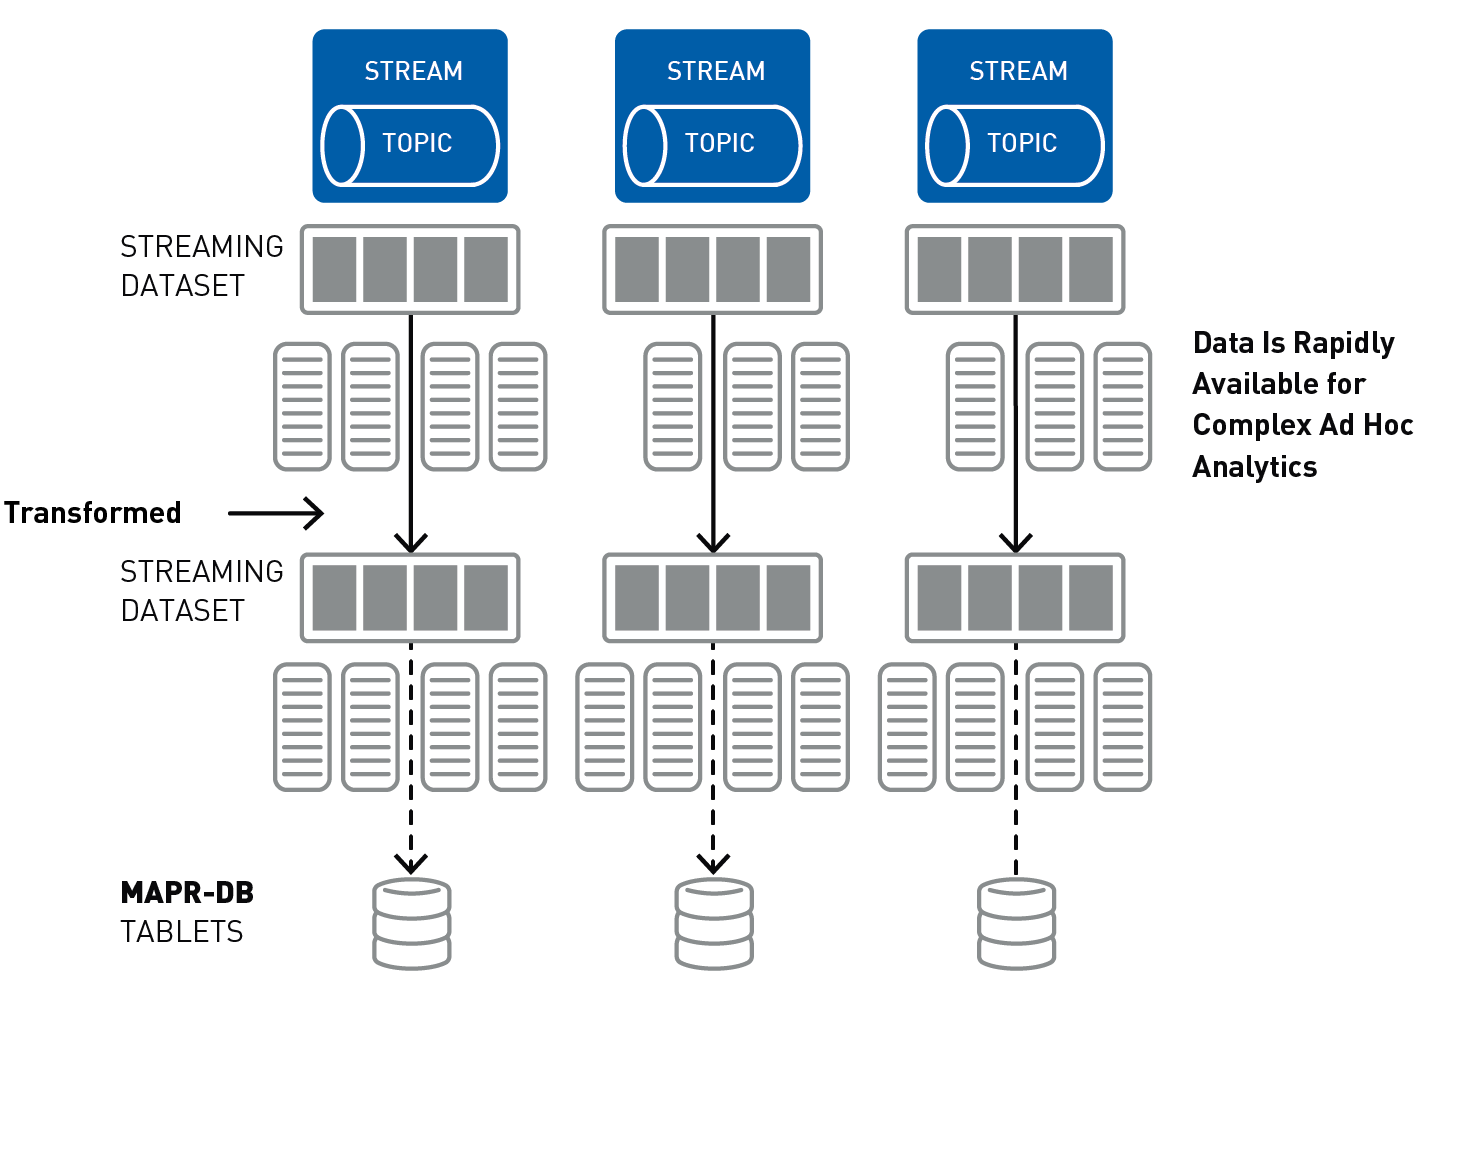 STREAM
TOPIC
STREAM
TOPIC
STREAM
TOPIC
STREAMING
DATASET
Data Is Rapidly
Available for
Complex Ad Hoc
Analytics
Transformed
STREAMING
DATASET
MAPR-DB
TABLETS